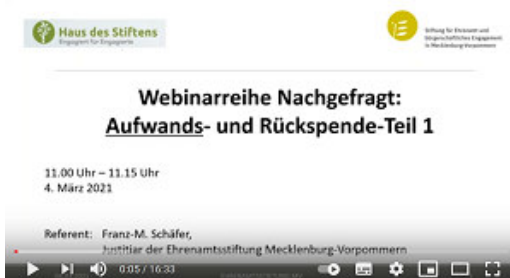 Haus des Stiftens
Engagiert für Engagierte
Stiftung für Ehrenamt und
bürgerschaftliches Engagement
in Mecklenburg-Vorpommern
Webinarreihe Nachgefragt:
Aufwands- und Rückspende-Teil 1
11.00 Uhr – 11.15 Uhr
4. März 2021
Referent: Franz-M. Schäfer,
Justitiar der Ehrenamtsstiftung Mecklenburg-Vorpommern
0:05 / 16:33